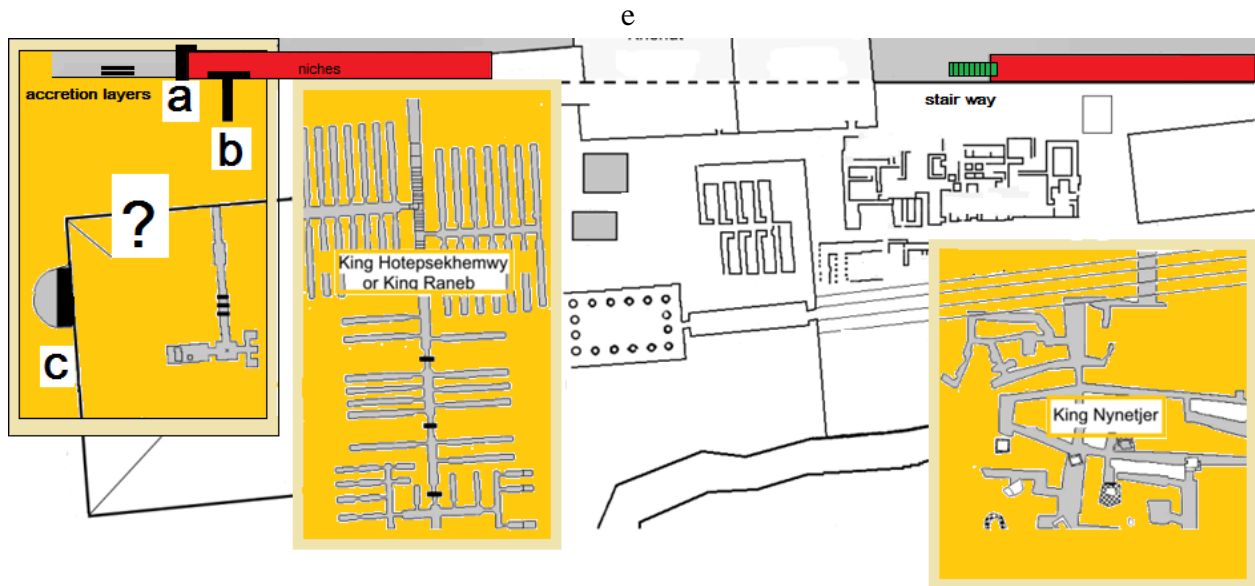 e
niches
accretion layers
a
b
stair way
?
King Hotepsekhemwy
or King Raneb
c
King Nynetjer